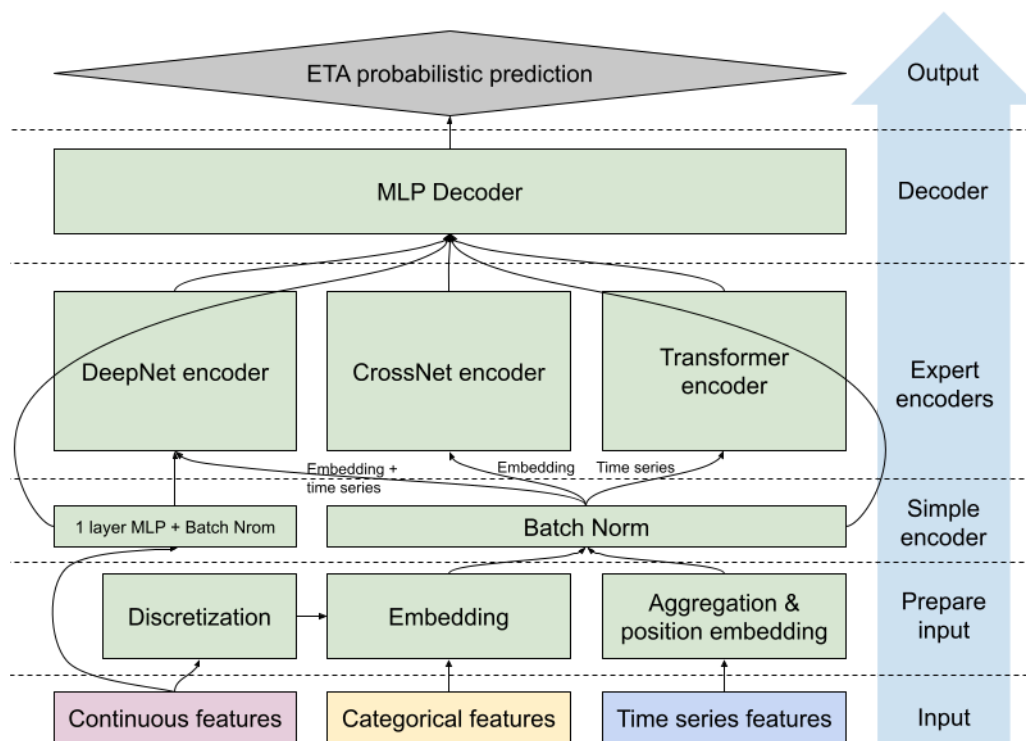 ETA probabilistic prediction
Output
MLP Decoder
Decoder
DeepNet encoder
CrossNet encoder
Transformer
encoder
Expert
encoders
Embedding +
time series
Embedding
Time series
1 layer MLP + Batch Nrom
Batch Norm
Simple
encoder
Discretization
Embedding
Aggregation &
position embedding
Prepare
input
Continuous features
Categorical features
Time series features
Input